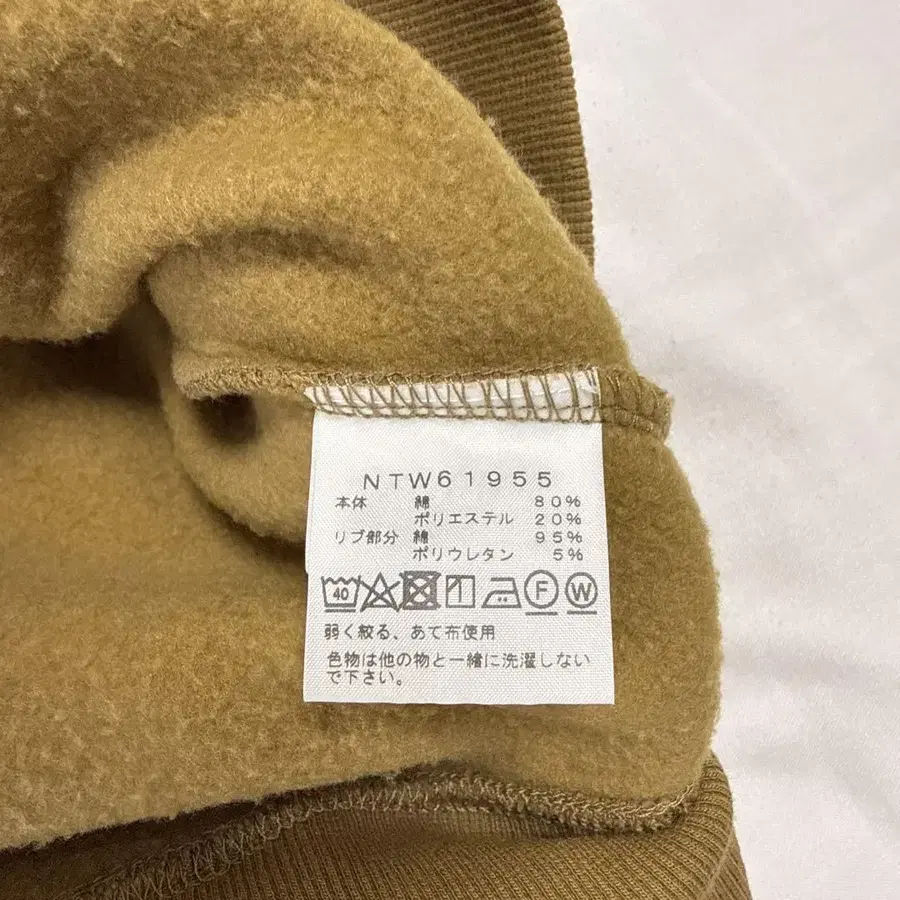 NTW61955
本体 綿 80%
ポリエステル 20%
リブ部分 綿 95%
ポリウレタン 5%
40 F W
弱く絞る、あて布使用
色物は他の物と一緒に洗濯しない
で下さい。